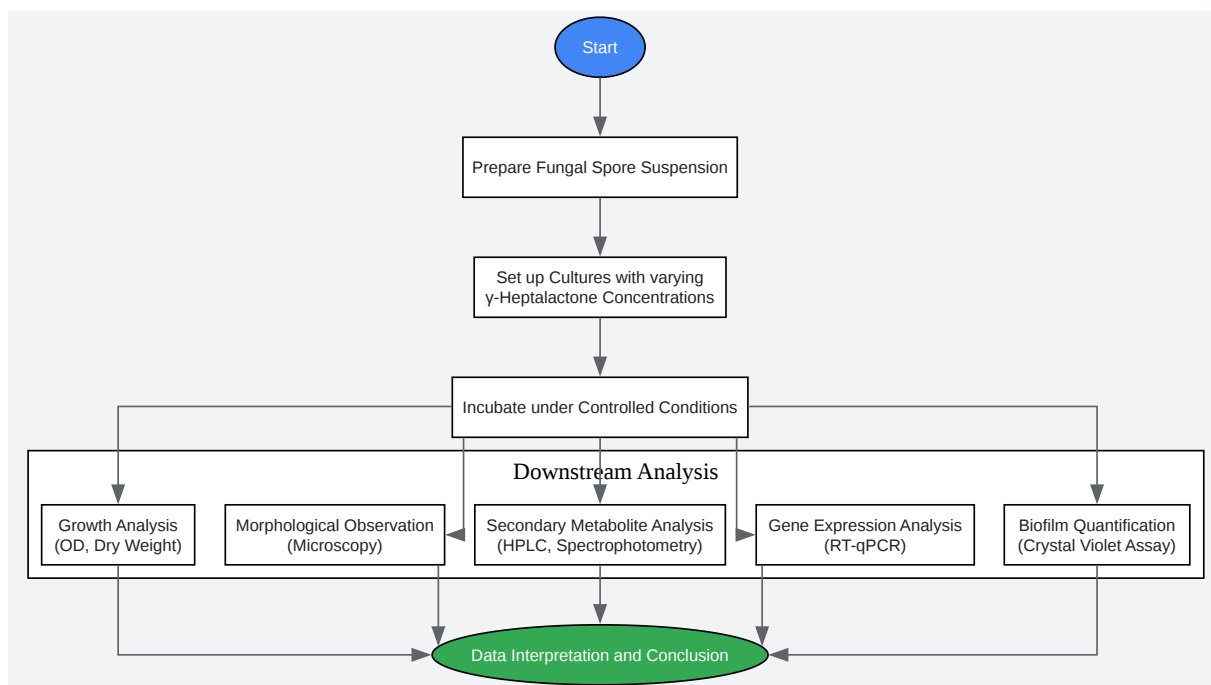 Start
Prepare Fungal Spore Suspension
Set up Cultures with varying
γ-Heptalactone Concentrations
Incubate under Controlled Conditions
Downstream Analysis
Growth Analysis
(OD, Dry Weight)
Morphological Observation
(Microscopy)
Secondary Metabolite Analysis
(HPLC, Spectrophotometry)
Gene Expression Analysis
(RT-qPCR)
Biofilm Quantification
(Crystal Violet Assay)
Data Interpretation and Conclusion